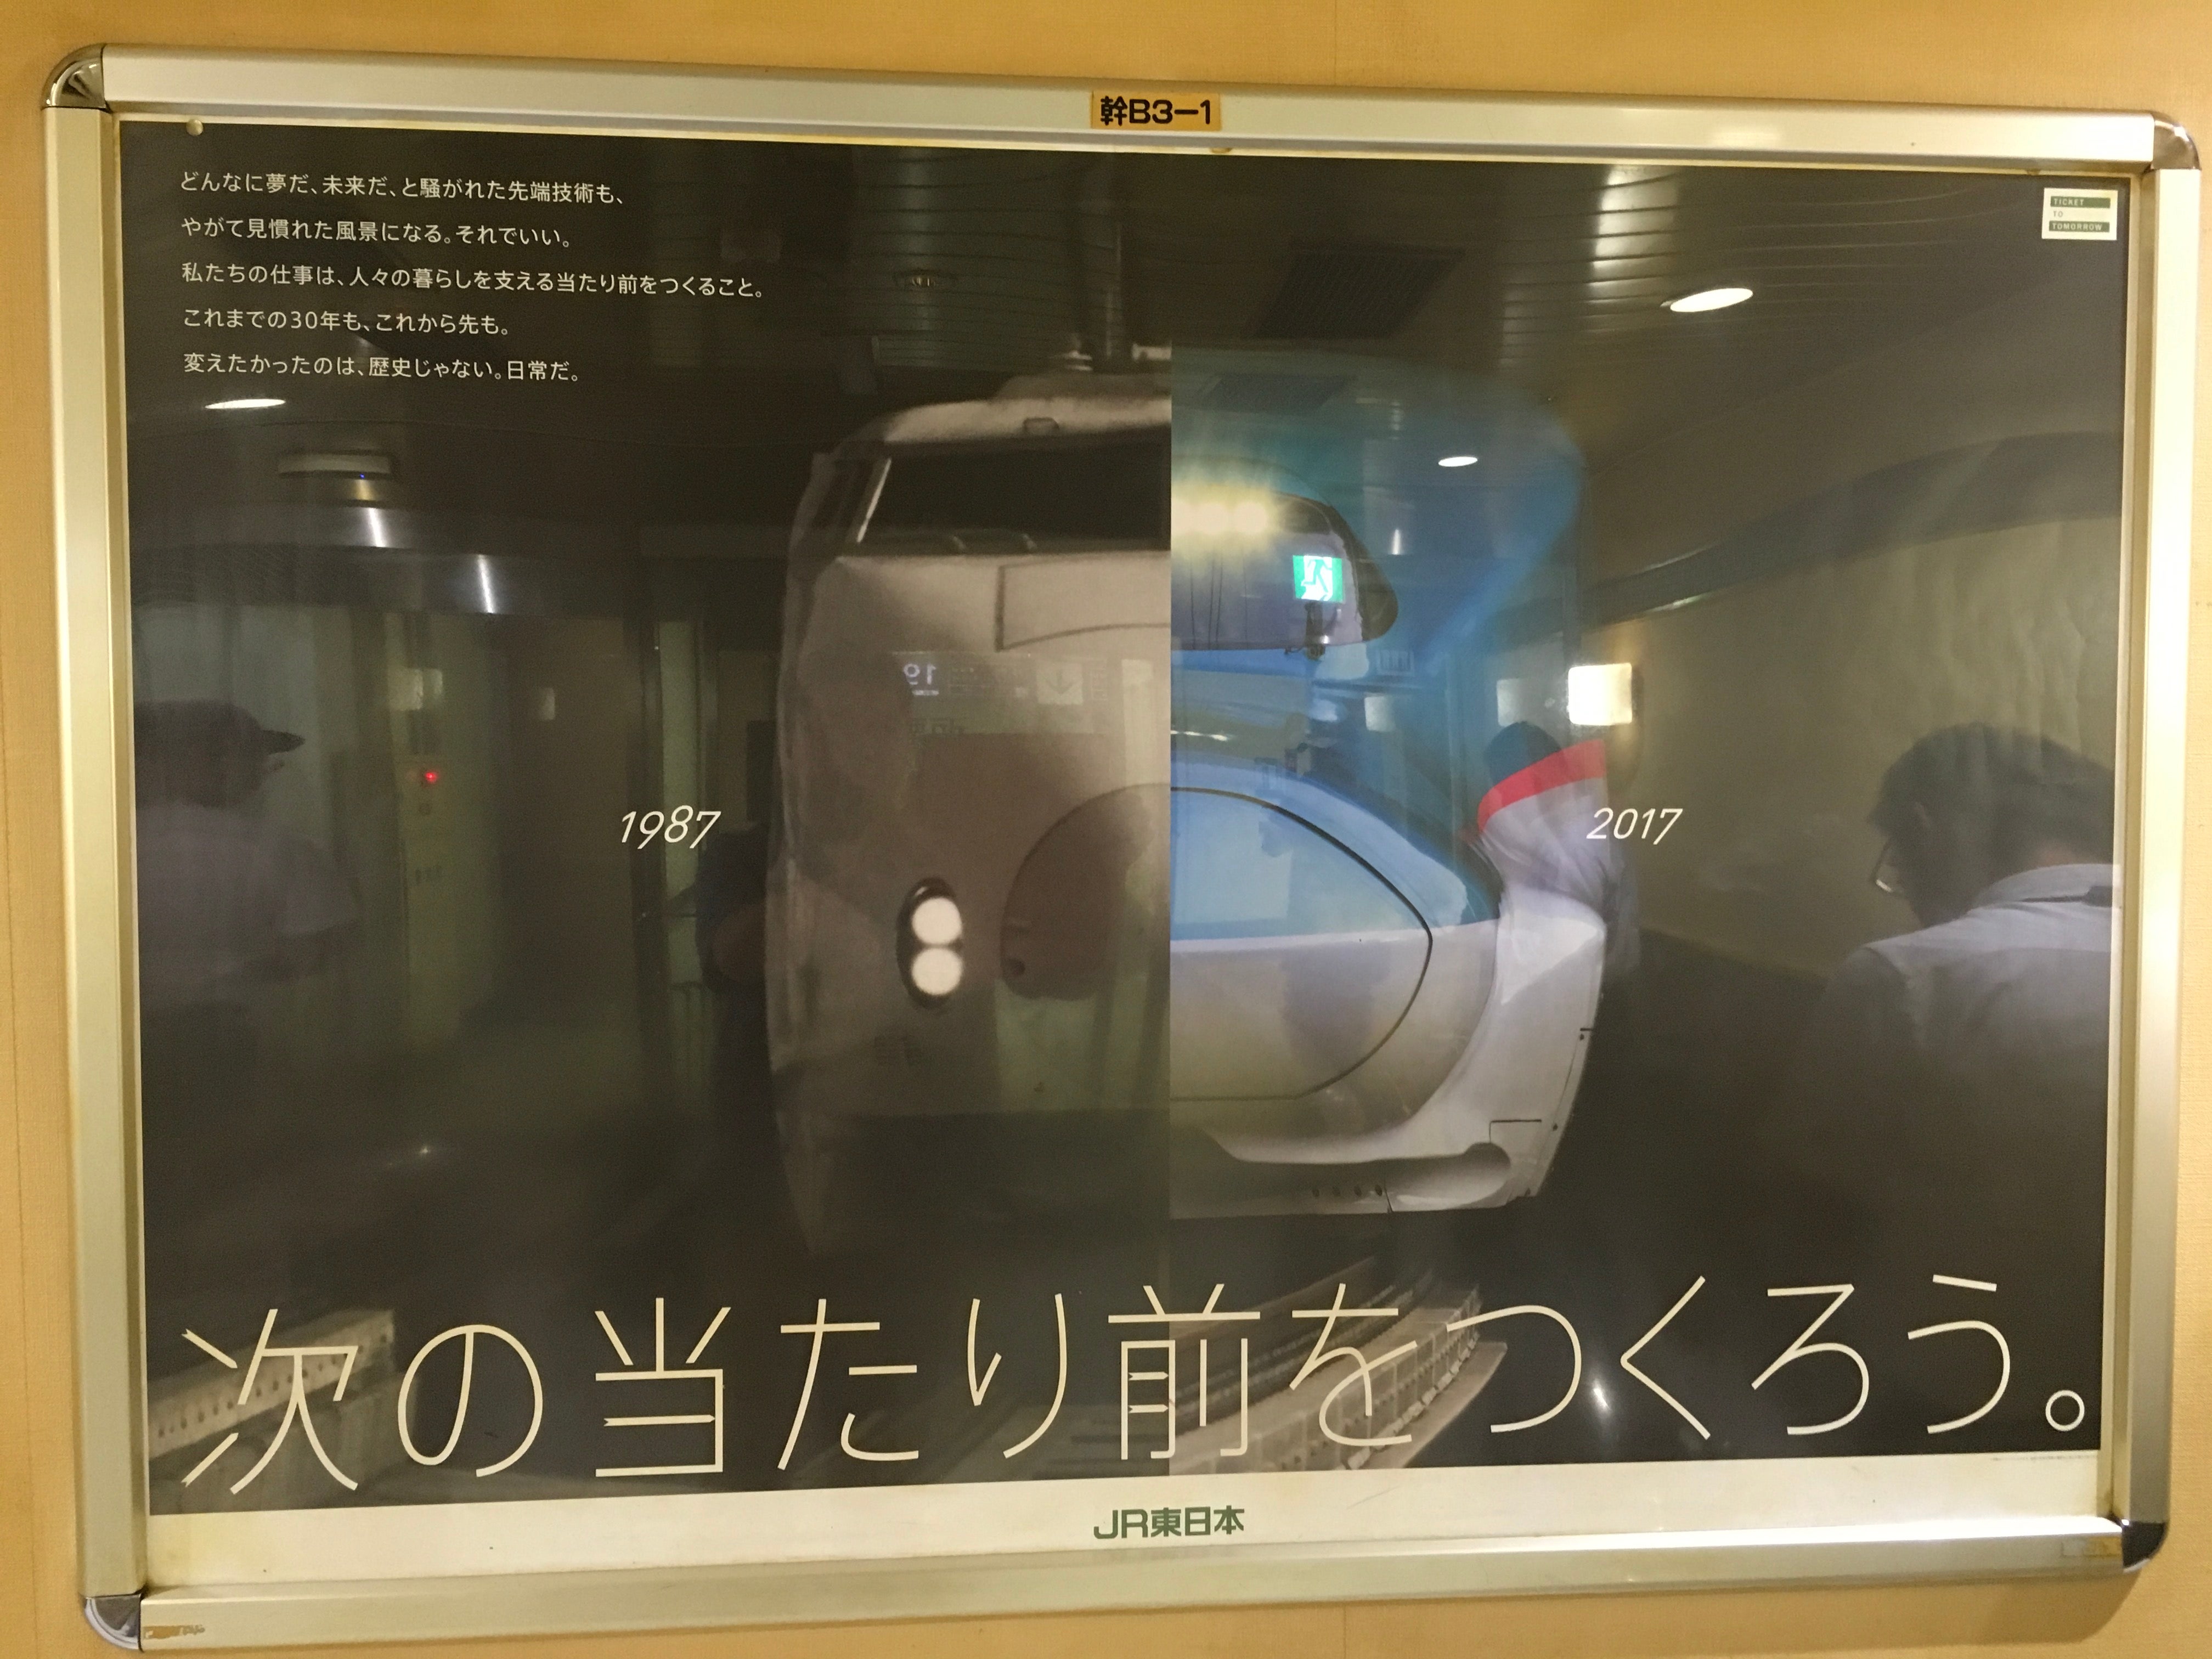 幹B3-1
どんなに夢だ、未来だ、と騒がれた先端技術も、
やがて見慣れた風景になる。それでいい。
私たちの仕事は、人々の暮らしを支える当たり前をつくること。
これまでの30年も、これから先も。
変えたかったのは、歴史じゃない。日常だ。
TICKET
TO
TOMORROW
19
1987
2017
次の当たり前をつくろう。
JR東日本